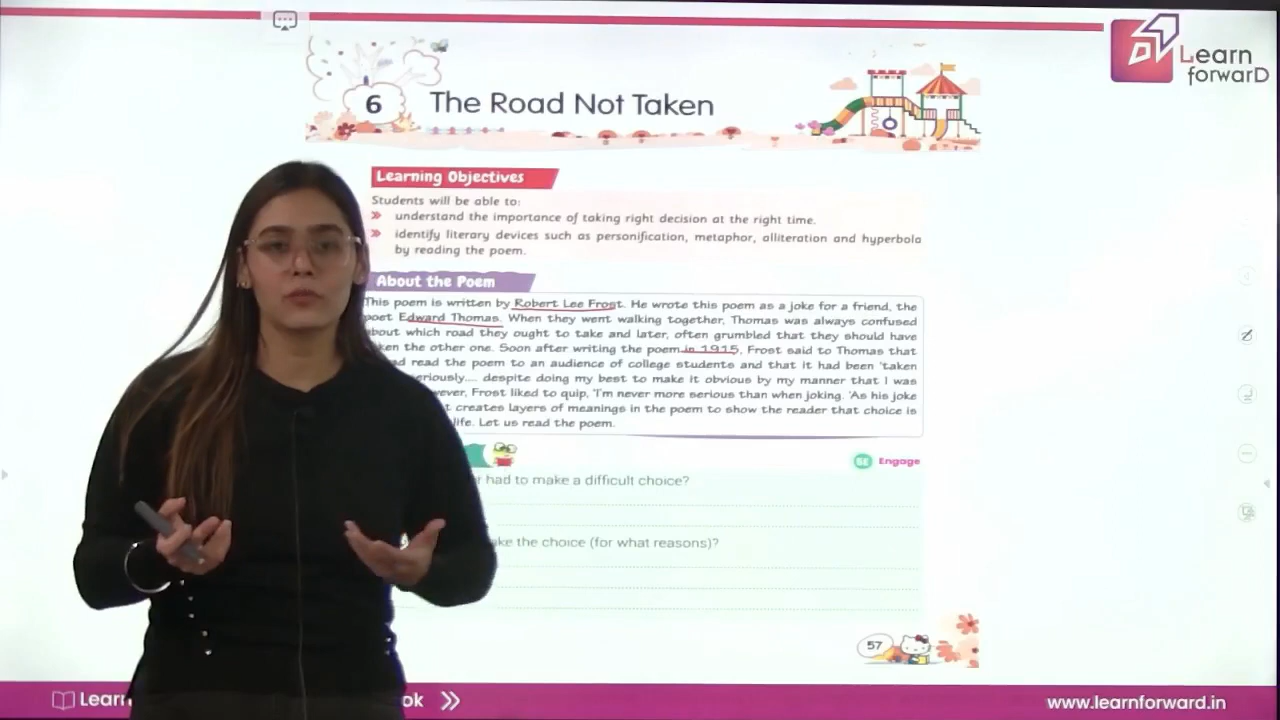 Learn
forwarD
6
The Road Not Taken
Learning Objectives
Students will be able to:
understand the importance of taking right decision at the right time.
identify literary devices such as personification, metaphor, alliteration and hyperbola
by reading the poem.
About the Poem
This poem is written by Robert Lee Frost. He wrote this poem as a joke for a friend, the
poet Edward Thomas. When they went walking together, Thomas was always confused
about which road they ought to take and later, often grumbled that they should have
ken the other one. Soon after writing the poem in 1915, Frost said to Thomas that
ad read the poem to an audience of college students and that it had been 'taken
eriously.... despite doing my best to make it obvious by my manner that I was
wever, Frost liked to quip, 'I'm never more serious than when joking. 'As his joke
t creates layers of meanings in the poem to show the reader that choice is
life. Let us read the poem.
5E Engage
r had to make a difficult choice?
ke the choice (for what reasons)?
57
Learn ok
www.learnforward.in